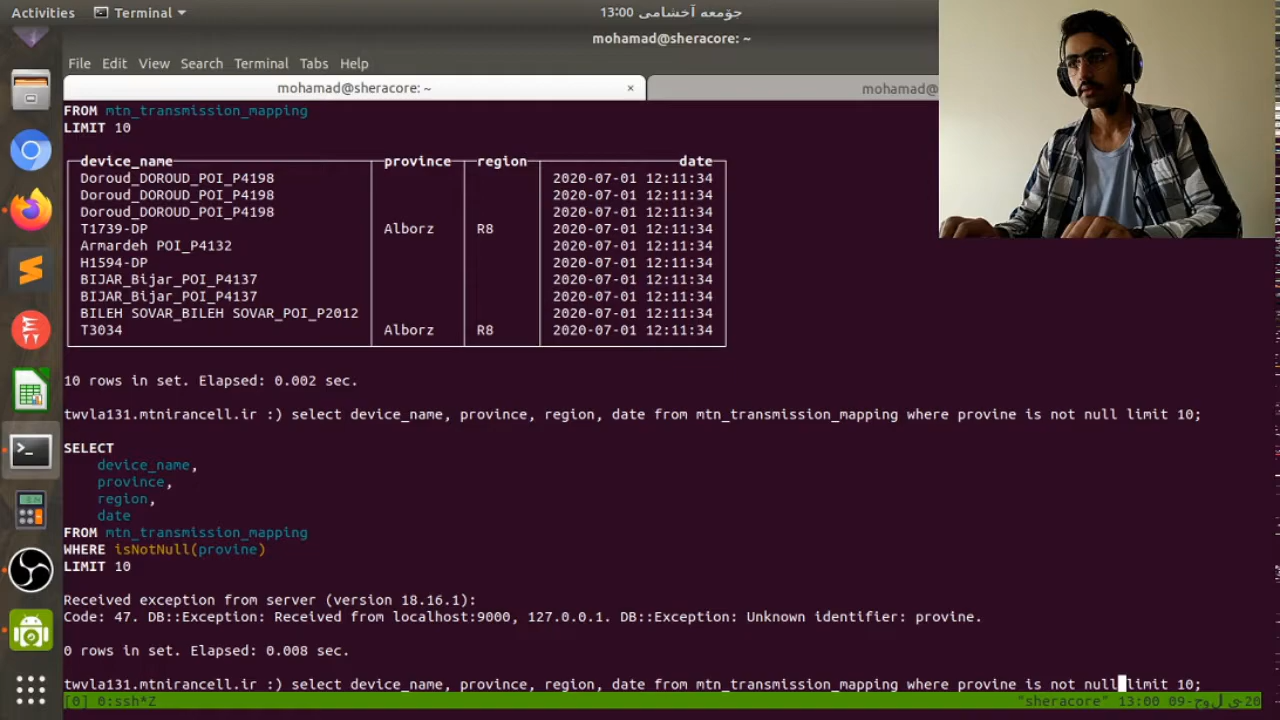 Activities Terminal جۆمعه آخشامی 13:00
mohamad@sheracore: ~
File Edit View Search Terminal Tabs Help
mohamad@sheracore: ~ × mohamad@
FROM mtn_transmission_mapping
LIMIT 10
device_name province region date
Doroud_DOROUD_POI_P4198 2020-07-01 12:11:34
Doroud_DOROUD_POI_P4198 2020-07-01 12:11:34
Doroud_DOROUD_POI_P4198 2020-07-01 12:11:34
T1739-DP Alborz R8 2020-07-01 12:11:34
Armardeh POI_P4132 2020-07-01 12:11:34
H1594-DP 2020-07-01 12:11:34
BIJAR_Bijar_POI_P4137 2020-07-01 12:11:34
BIJAR_Bijar_POI_P4137 2020-07-01 12:11:34
BILEH SOVAR_BILEH SOVAR_POI_P2012 2020-07-01 12:11:34
T3034 Alborz R8 2020-07-01 12:11:34
10 rows in set. Elapsed: 0.002 sec.
twvla131.mtnirancell.ir :) select device_name, province, region, date from mtn_transmission_mapping where provine is not null limit 10;
SELECT
device_name,
province,
region,
date
FROM mtn_transmission_mapping
WHERE isNotNull(provine)
LIMIT 10
Received exception from server (version 18.16.1):
Code: 47. DB::Exception: Received from localhost:9000, 127.0.0.1. DB::Exception: Unknown identifier: provine.
0 rows in set. Elapsed: 0.008 sec.
twvla131.mtnirancell.ir :) select device_name, province, region, date from mtn_transmission_mapping where provine is not null limit 10;
[0] 0:ssh*Z "sheracore" 13:00 09-